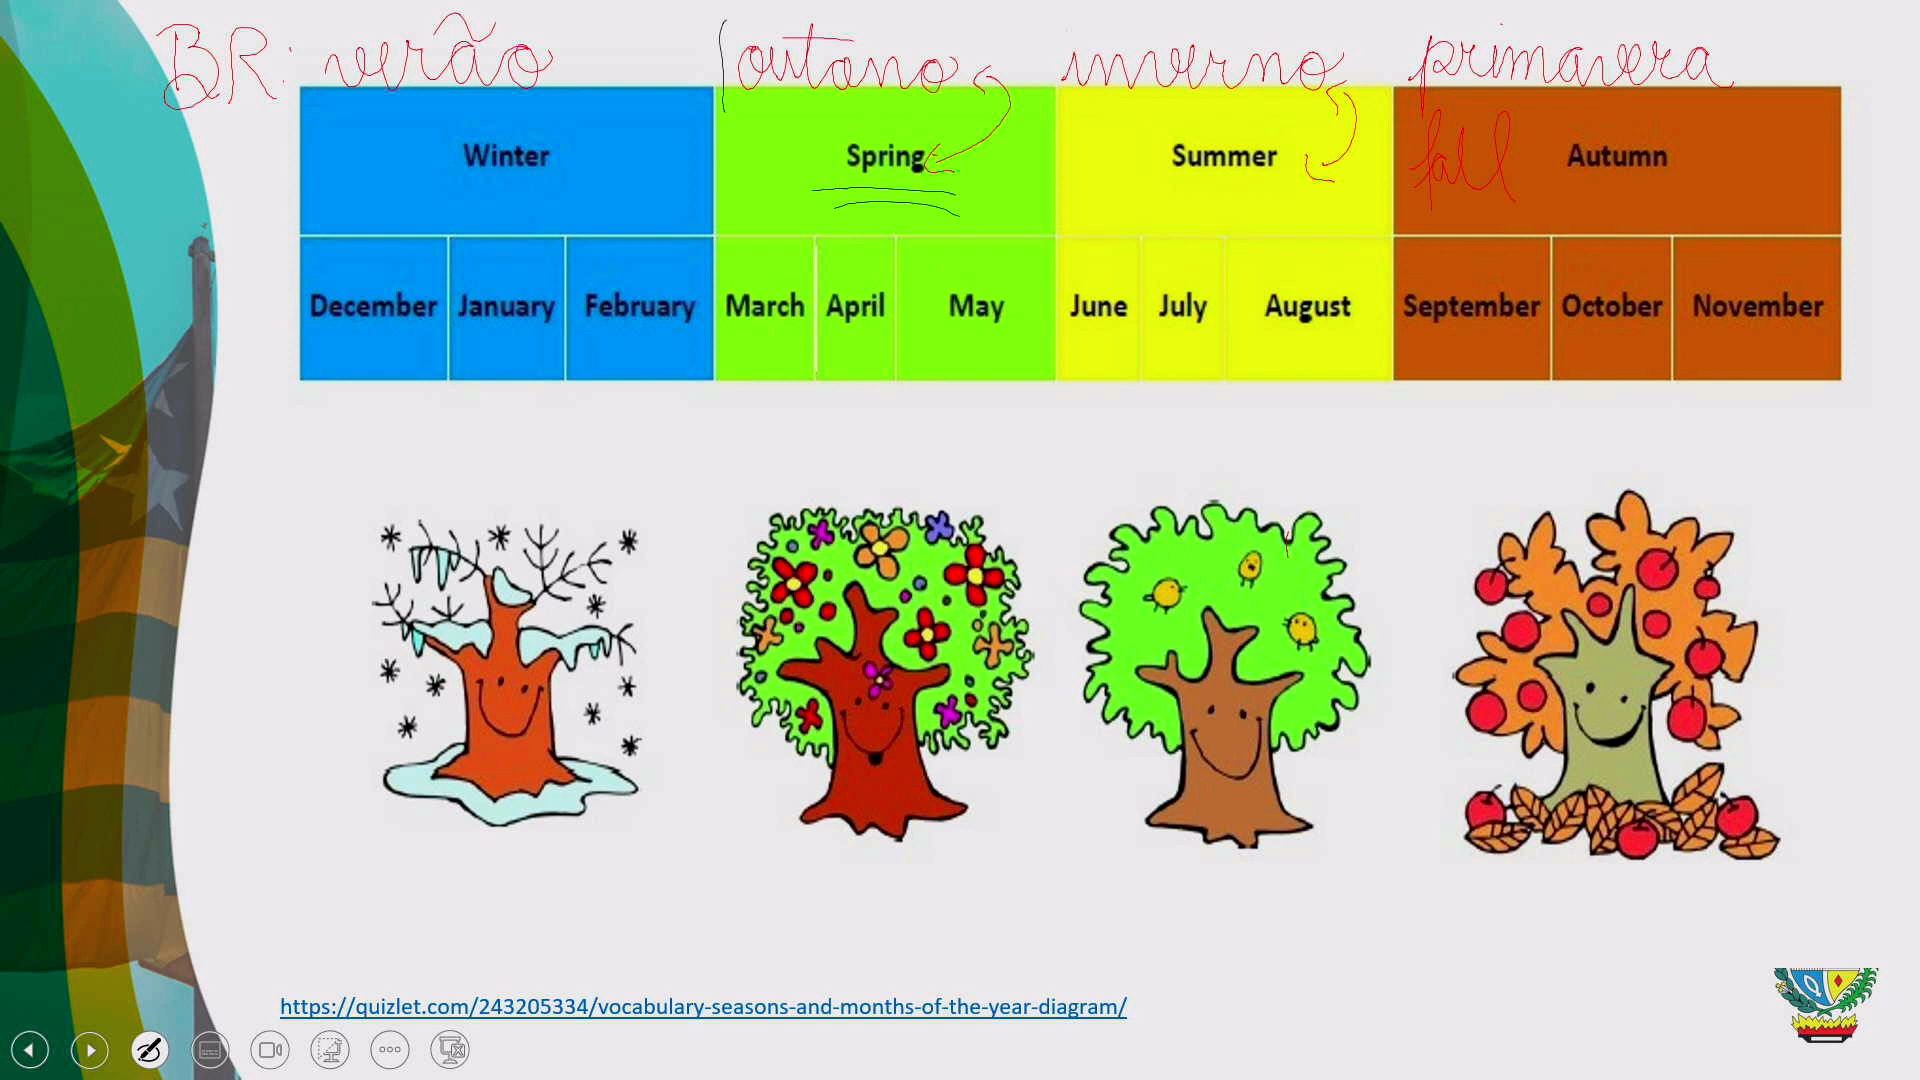 BR: verão outono inverno primavera
Winter Spring Summer fall Autumn
December January February March April May June July August September October November
https://quizlet.com/243205334/vocabulary-seasons-and-months-of-the-year-diagram/